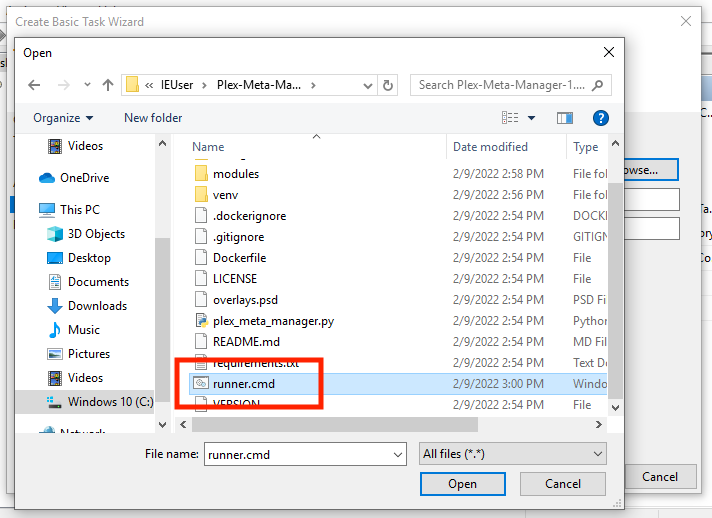 Create Basic Task Wizard
Open
IEUser
Plex-Meta-Ma...
Search Plex-Meta-Manager-1....
Organize
New folder
Name
Date modified
Type
Videos
OneDrive
This PC
3D Objects
Desktop
Documents
Downloads
Music
Pictures
Videos
Windows 10 (C:)
Network
modules 2/9/2022 2:58 PM File fol
venv 2/9/2022 2:56 PM File fol
.dockerignore 2/9/2022 2:54 PM DOCK
.gitignore 2/9/2022 2:54 PM GITIGN
Dockerfile 2/9/2022 2:54 PM File
LICENSE 2/9/2022 2:54 PM File
overlays.psd 2/9/2022 2:54 PM PSD Fi
plex_meta_manager.py 2/9/2022 2:54 PM Python
README.md 2/9/2022 2:54 PM MD Fi
requirements.txt 2/9/2022 2:54 PM Text Do
runner.cmd 2/9/2022 3:00 PM Windo
VERSION 2/9/2022 2:54 PM File
File name:
runner.cmd
All files (*.*)
Open
Cancel
owse...
Cancel